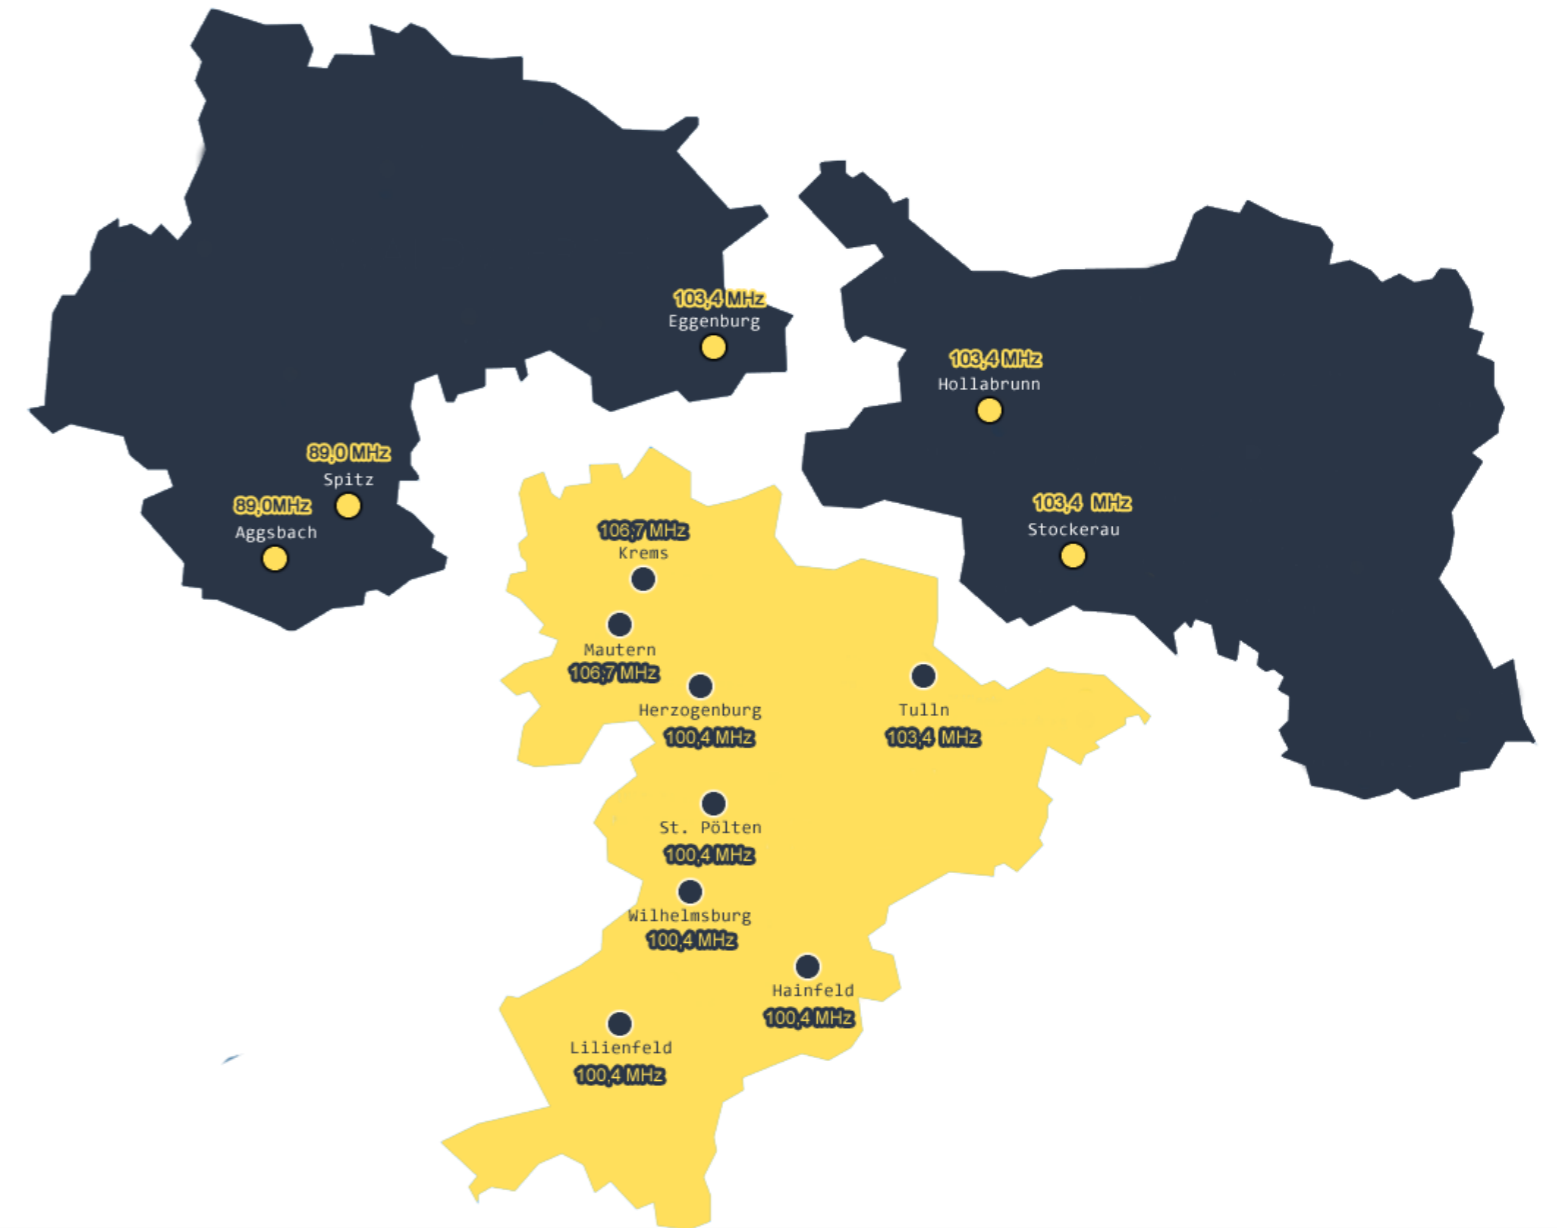 103,4 MHz
Eggenburg
89,0 MHz
Spitz
89,0MHz
Aggsbach
103,4 MHz
Hollabrunn
103,4 MHz
Stockerau
106,7 MHz
Krems
Mautern
106,7 MHz
Herzogenburg
100,4 MHz
Tulln
103,4 MHz
St. Pölten
100,4 MHz
Wilhelmsburg
100,4 MHz
Hainfeld
100,4 MHz
Lilienfeld
100,4 MHz